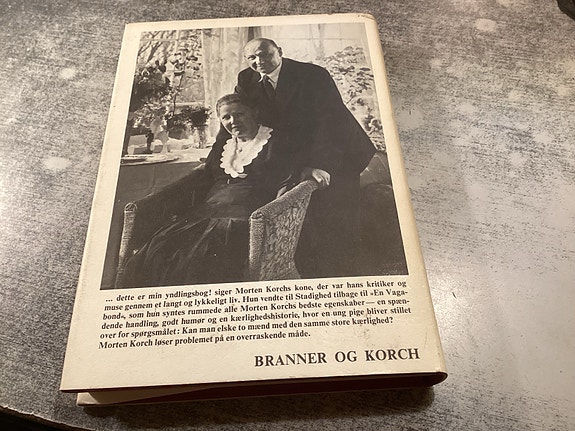 ... dette er min yndlingsbog! siger Morten Korchs kone, der var hans kritiker og
muse gennem et langt og lykkeligt liv. Hun vendte til Stadighed tilbage til »En Vaga-
bond«, som hun syntes rummede alle Morten Korchs bedste egenskaber — en spæn-
dende handling, godt humør og en kærlighedshistorie, hvor en ung pige bliver stillet
over for spørgsmålet: Kan man elske to mænd med den samme store kærlighed?
Morten Korch løser problemet på en overraskende måde.
BRANNER OG KORCH